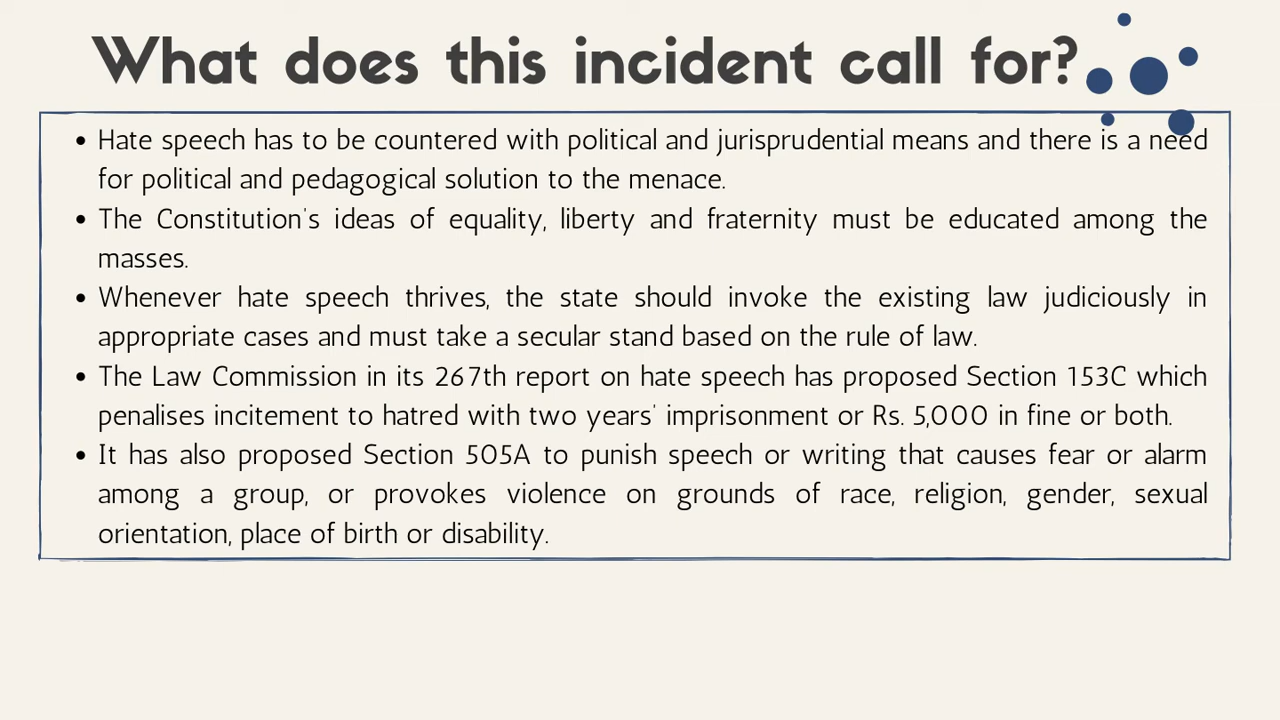 What does this incident call for?
• Hate speech has to be countered with political and jurisprudential means and there is a need
for political and pedagogical solution to the menace.
• The Constitution's ideas of equality, liberty and fraternity must be educated among the
masses.
• Whenever hate speech thrives, the state should invoke the existing law judiciously in
appropriate cases and must take a secular stand based on the rule of law.
• The Law Commission in its 267th report on hate speech has proposed Section 153C which
penalises incitement to hatred with two years' imprisonment or Rs. 5,000 in fine or both.
• It has also proposed Section 505A to punish speech or writing that causes fear or alarm
among a group, or provokes violence on grounds of race, religion, gender, sexual
orientation, place of birth or disability.